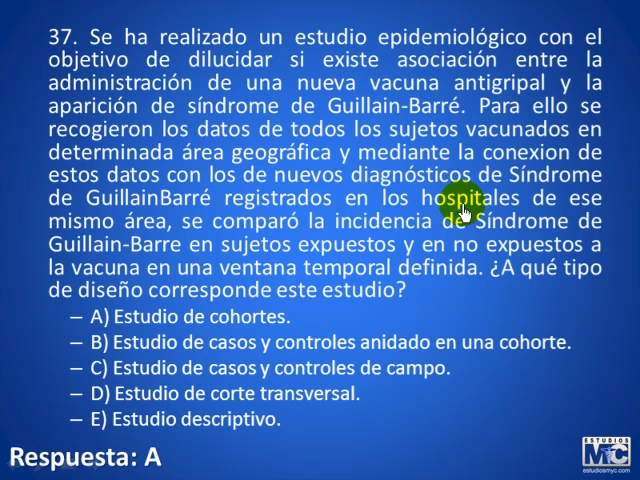 37. Se ha realizado un estudio epidemiológico con el
objetivo de dilucidar si existe asociación entre la
administración de una nueva vacuna antigripal y la
aparición de síndrome de Guillain-Barré. Para ello se
recogieron los datos de todos los sujetos vacunados en
determinada área geográfica y mediante la conexion de
estos datos con los de nuevos diagnósticos de Síndrome
de GuillainBarré registrados en los hospitales de ese
mismo área, se comparó la incidencia de Síndrome de
Guillain-Barre en sujetos expuestos y en no expuestos a
la vacuna en una ventana temporal definida. ¿A qué tipo
de diseño corresponde este estudio?
– A) Estudio de cohortes.
– B) Estudio de casos y controles anidado en una cohorte.
– C) Estudio de casos y controles de campo.
– D) Estudio de corte transversal.
– E) Estudio descriptivo.
Respuesta: A
ESTUDIOS
MyC
estudiosmyc.com